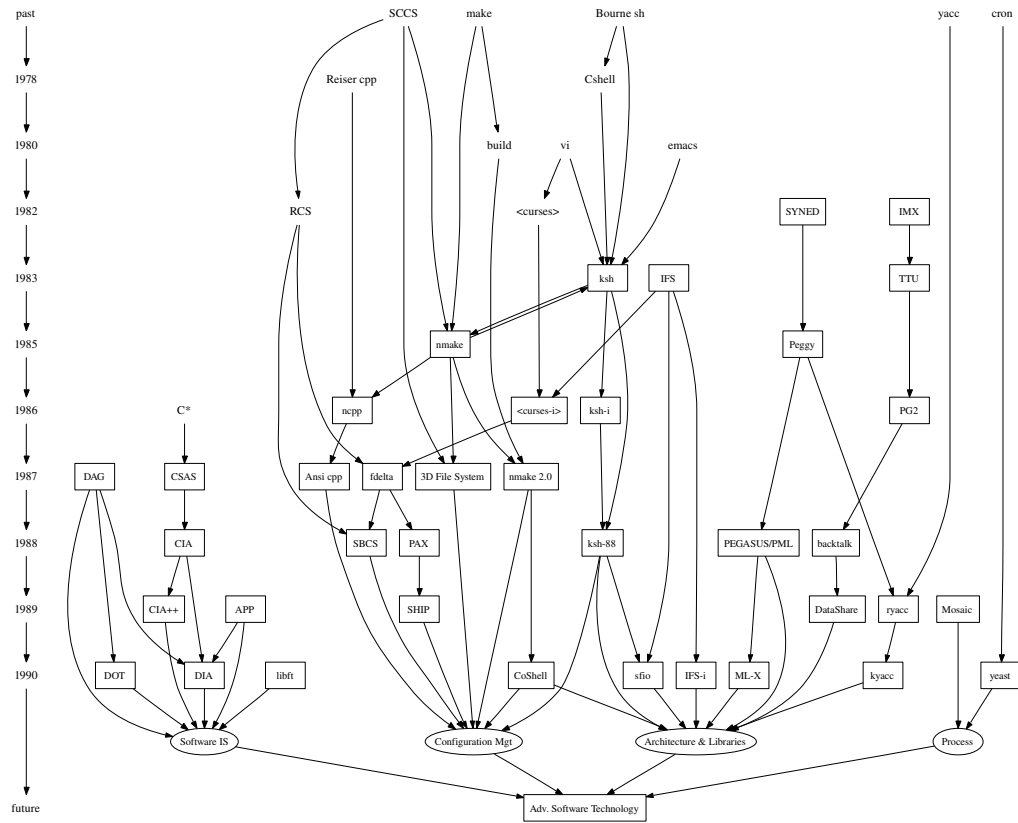 past
SCCS
make
Bourne sh
yacc
cron
1978
Reiser cpp
Cshell
1980
build
vi
emacs
1982
RCS
<curses>
SYNED
IMX
1983
ksh
IFS
TTU
1985
nmake
Peggy
1986
C*
ncpp
<curses-i>
ksh-i
PG2
1987
DAG
CSAS
Ansi cpp
fdelta
3D File System
nmake 2.0
1988
CIA
SBCS
PAX
ksh-88
PEGASUS/PML
backtalk
1989
CIA++
APP
SHIP
DataShare
ryacc
Mosaic
1990
DOT
DIA
libft
CoShell
sfio
IFS-i
ML-X
kyacc
yeast
Software IS
Configuration Mgt
Architecture & Libraries
Process
future
Adv. Software Technology